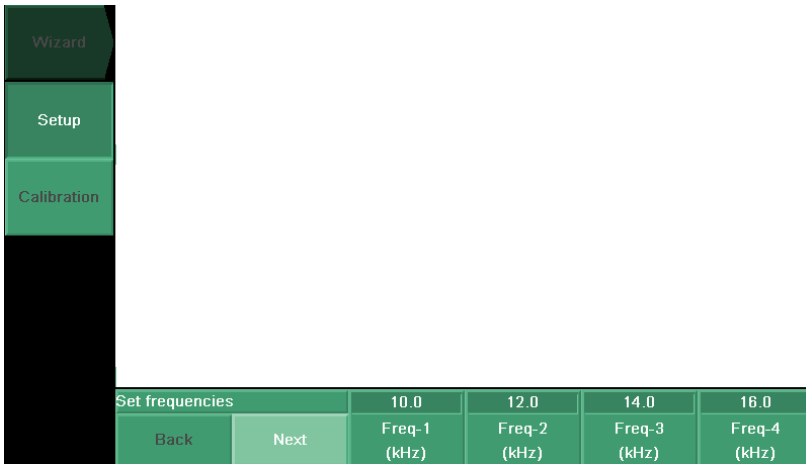 Wizard
Setup
Calibration
Set frequencies 10.0 12.0 14.0 16.0
Back Next Freq-1 Freq-2 Freq-3 Freq-4
(kHz) (kHz) (kHz) (kHz)